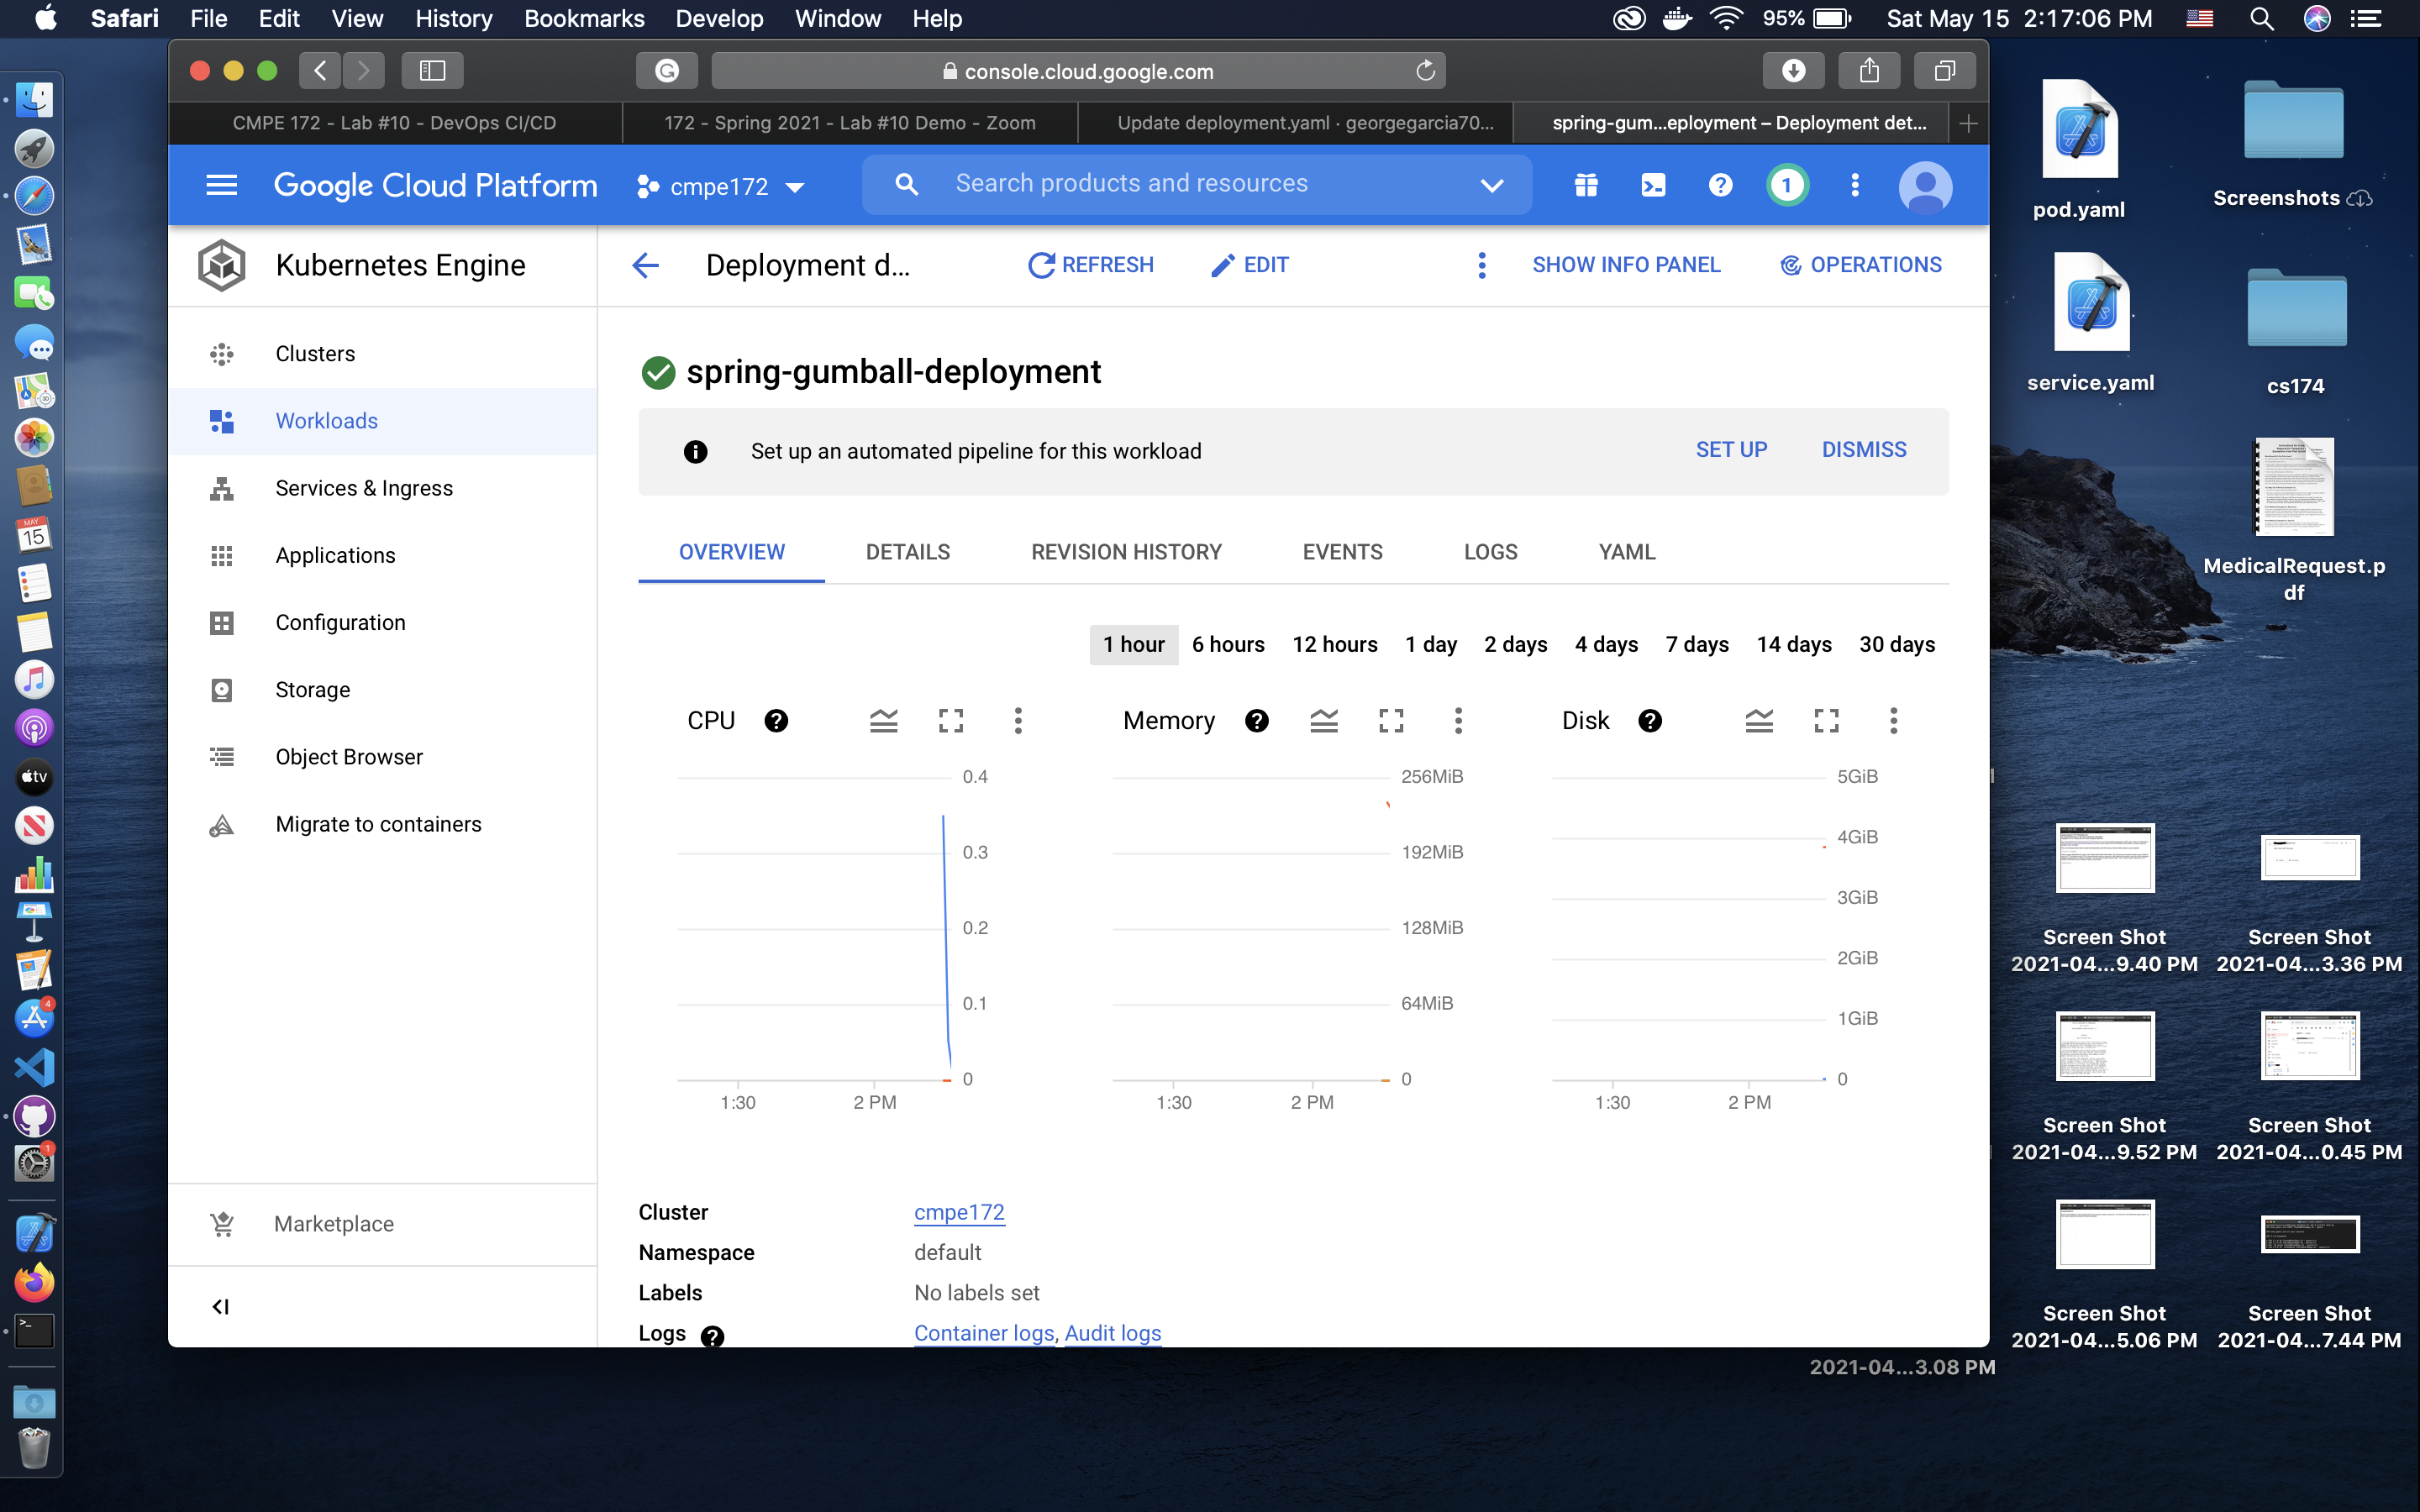 Safari File Edit View History Bookmarks Develop Window Help 95% Sat May 15 2:17:06 PM
console.cloud.google.com
CMPE 172 - Lab #10 - DevOps CI/CD
172 - Spring 2021 - Lab #10 Demo - Zoom
Update deployment.yaml · georgegarcia70...
spring-gum...eployment – Deployment det...
Google Cloud Platform
cmpe172
Search products and resources
1
Kubernetes Engine
Deployment d...
REFRESH
EDIT
SHOW INFO PANEL
OPERATIONS
Clusters
Workloads
Services & Ingress
Applications
Configuration
Storage
Object Browser
Migrate to containers
Marketplace
spring-gumball-deployment
Set up an automated pipeline for this workload
SET UP
DISMISS
OVERVIEW DETAILS REVISION HISTORY EVENTS LOGS YAML
1 hour 6 hours 12 hours 1 day 2 days 4 days 7 days 14 days 30 days
CPU
0.4
0.3
0.2
0.1
0
1:30 2 PM
Memory
256MiB
192MiB
128MiB
64MiB
0
1:30 2 PM
Disk
5GiB
4GiB
3GiB
2GiB
1GiB
0
1:30 2 PM
Cluster cmpe172
Namespace default
Labels No labels set
Logs Container logs, Audit logs
pod.yaml
Screenshots
service.yaml
cs174
MedicalRequest.p
df
Screen Shot
2021-04...9.40 PM
Screen Shot
2021-04...3.36 PM
Screen Shot
2021-04...9.52 PM
Screen Shot
2021-04...0.45 PM
Screen Shot
2021-04...5.06 PM
Screen Shot
2021-04...7.44 PM
2021-04...3.08 PM
MAY
15
tv
4
1